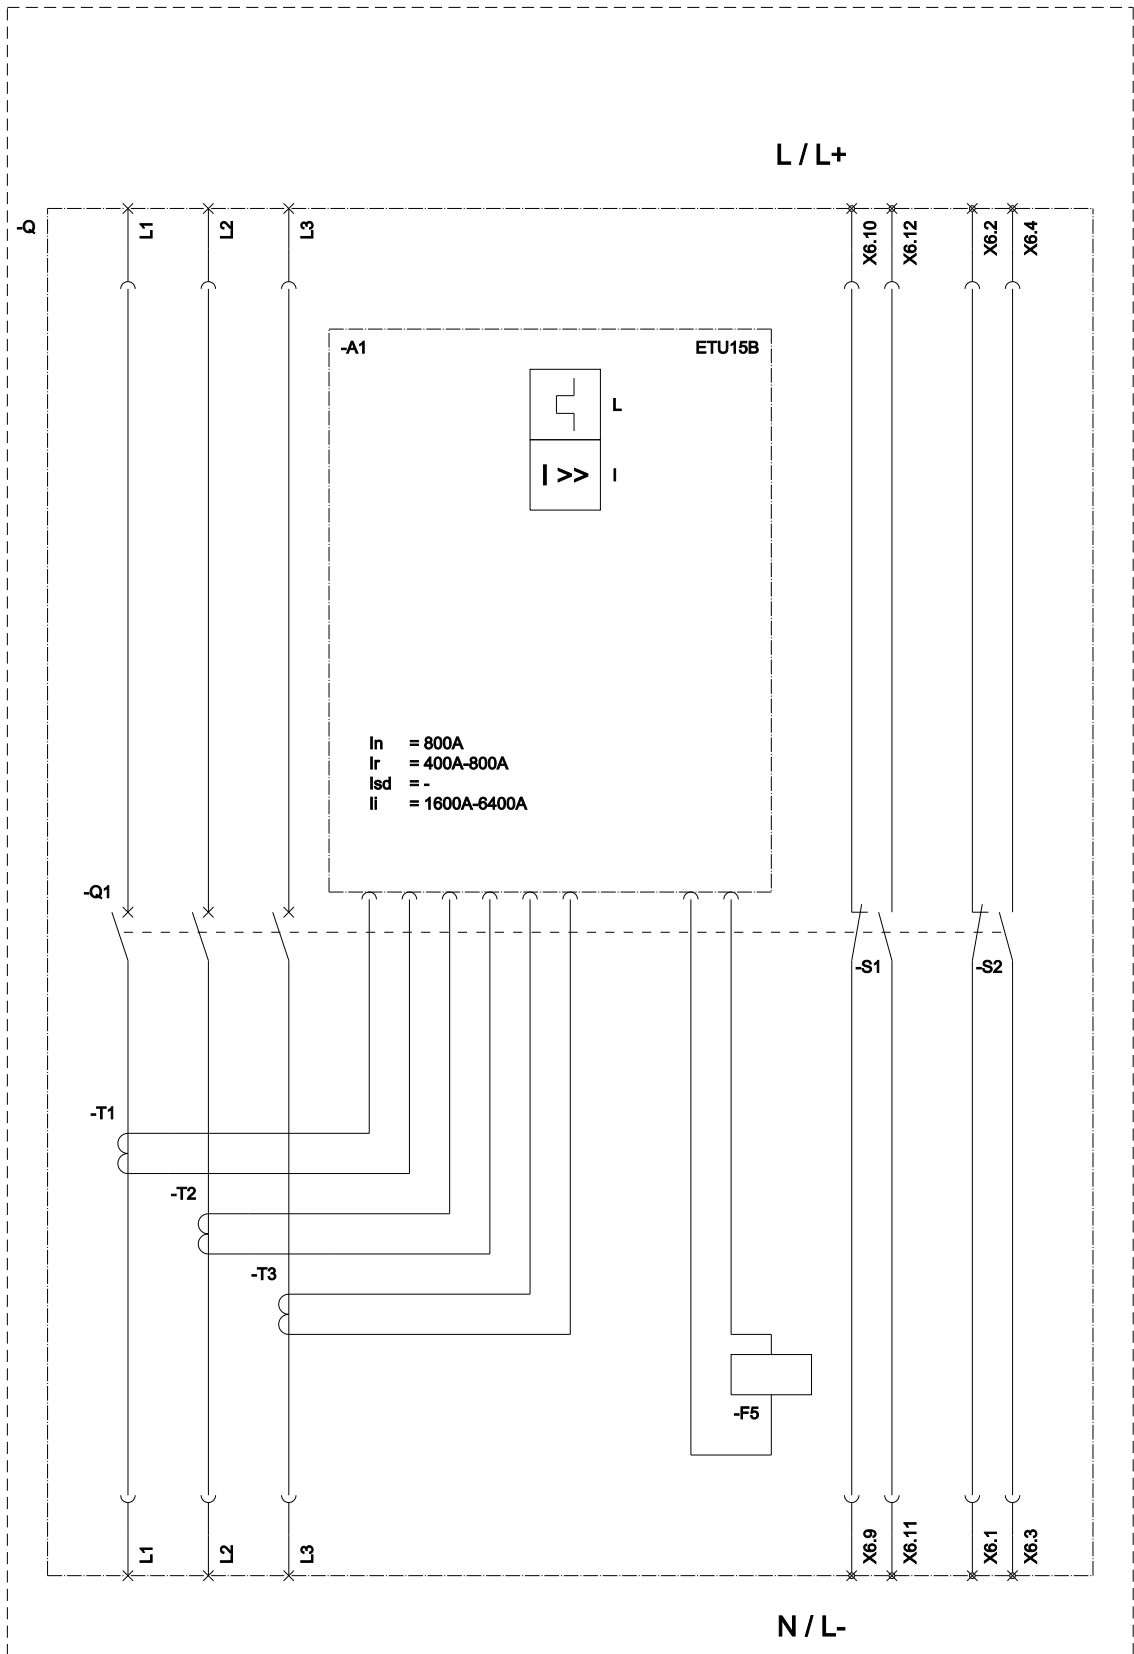 L / L+
-Q
L1
L2
L3
X6.10
X6.12
X6.2
X6.4
-A1
ETU15B
L
I >>
I
In = 800A
Ir = 400A-800A
Isd = -
Ii = 1600A-6400A
-Q1
-S1
-S2
-T1
-T2
-T3
-F5
L1
L2
L3
X6.9
X6.11
X6.1
X6.3
N / L-